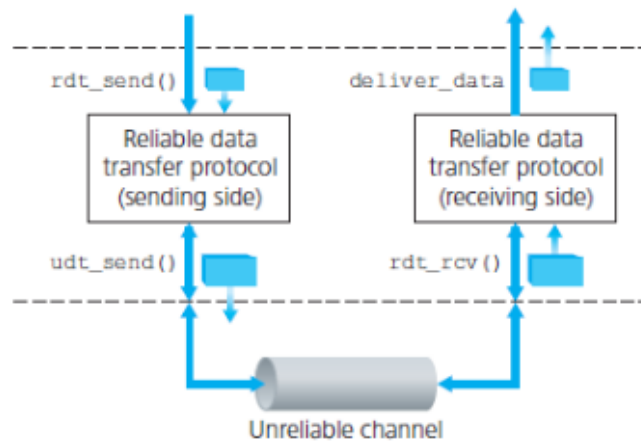 rdt_send()
deliver_data
Reliable data
transfer protocol
(sending side)
Reliable data
transfer protocol
(receiving side)
udt_send()
rdt_rcv()
Unreliable channel